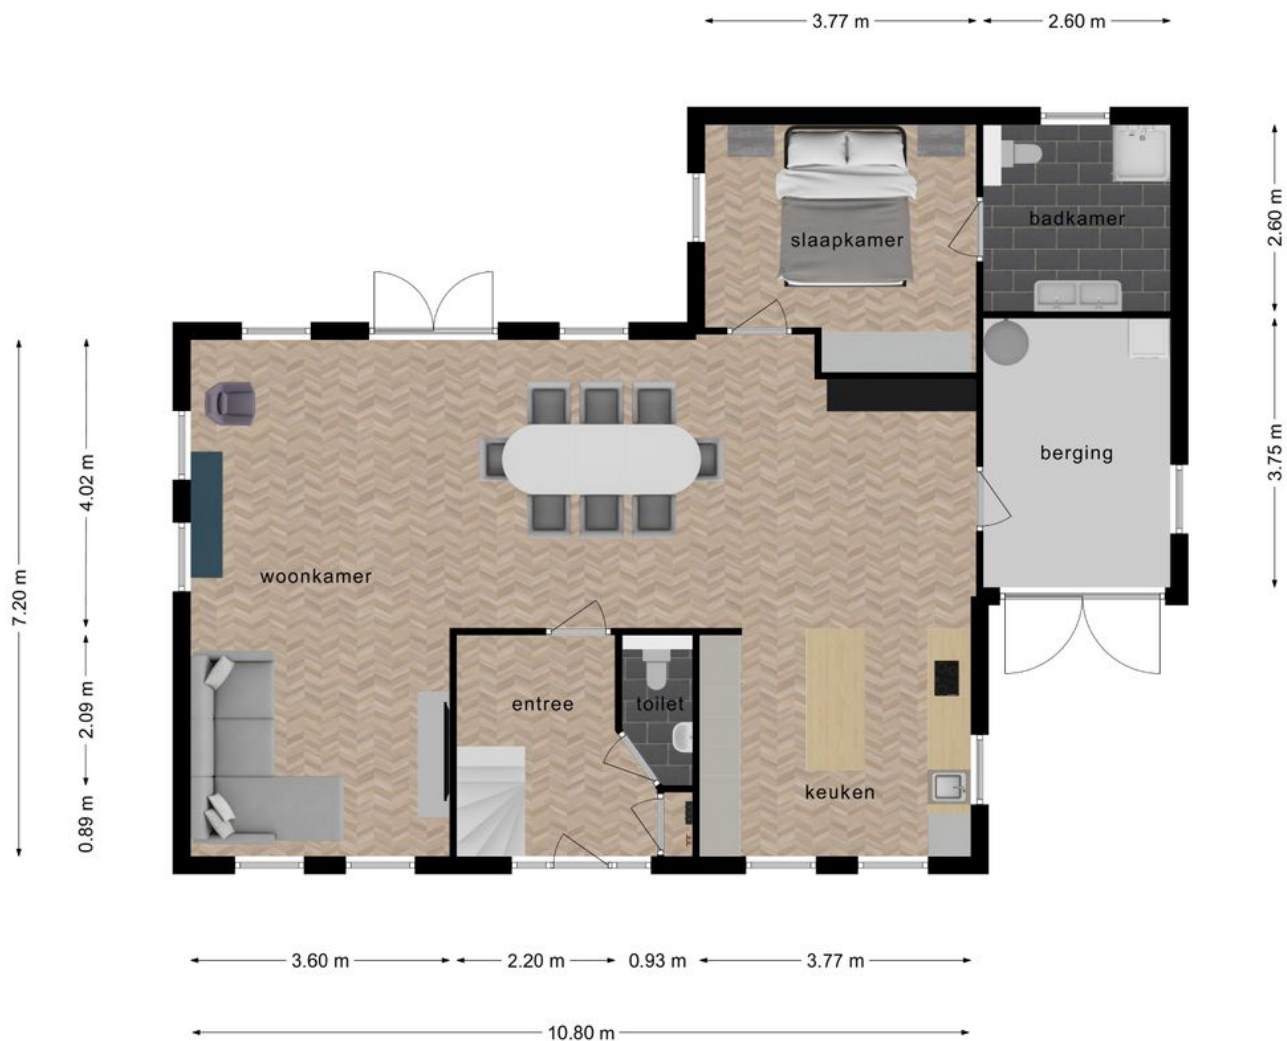 3.77 m
2.60 m
slaapkamer
badkamer
2.60 m
berging
3.75 m
4.02 m
7.20 m
woonkamer
2.09 m
entree
toilet
keuken
0.89 m
3.60 m
2.20 m
0.93 m
3.77 m
10.80 m